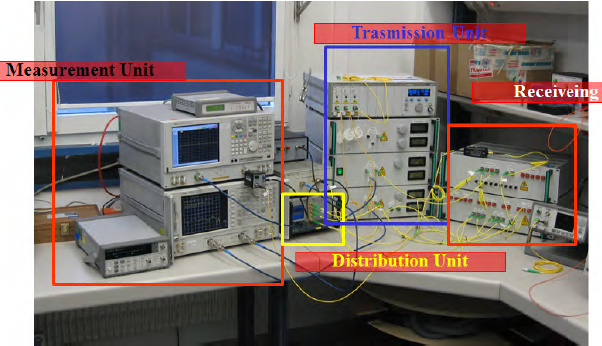 Trasmission Unit
Measurement Unit
Receiveing
Distribution Unit